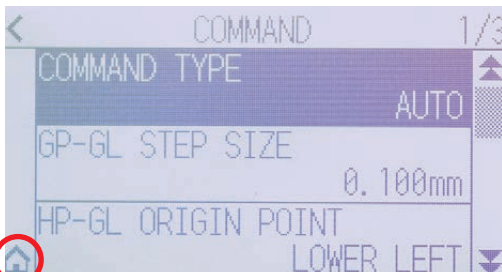 COMMAND 1/3
COMMAND TYPE
AUTO
GP-GL STEP SIZE
0.100mm
HP-GL ORIGIN POINT
LOWER LEFT